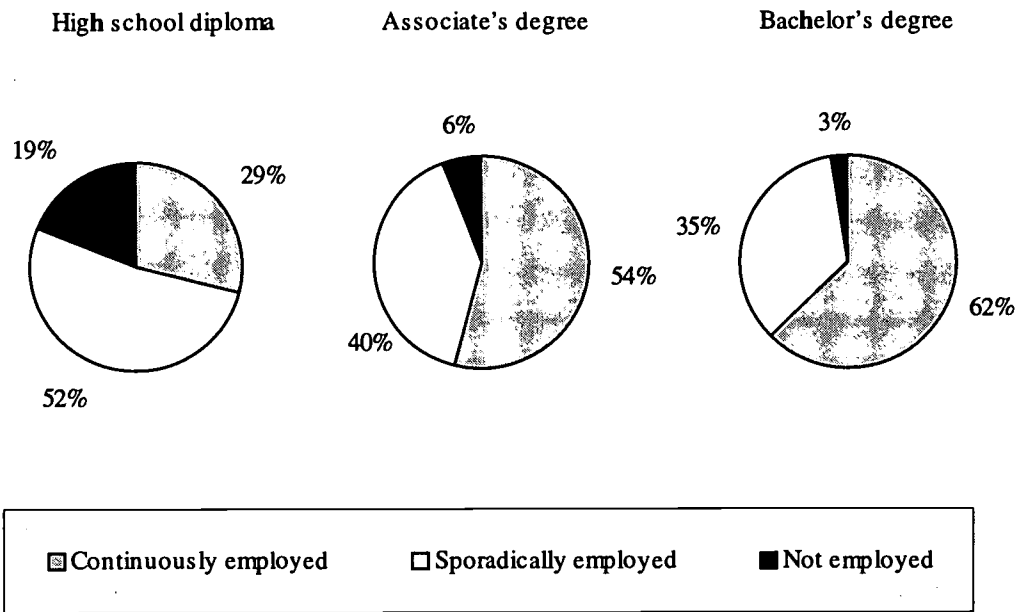 High school diploma Associate's degree Bachelor's degree
19% 29% 52%
6% 54% 40%
3% 35% 62%
Continuously employed Sporadically employed Not employed